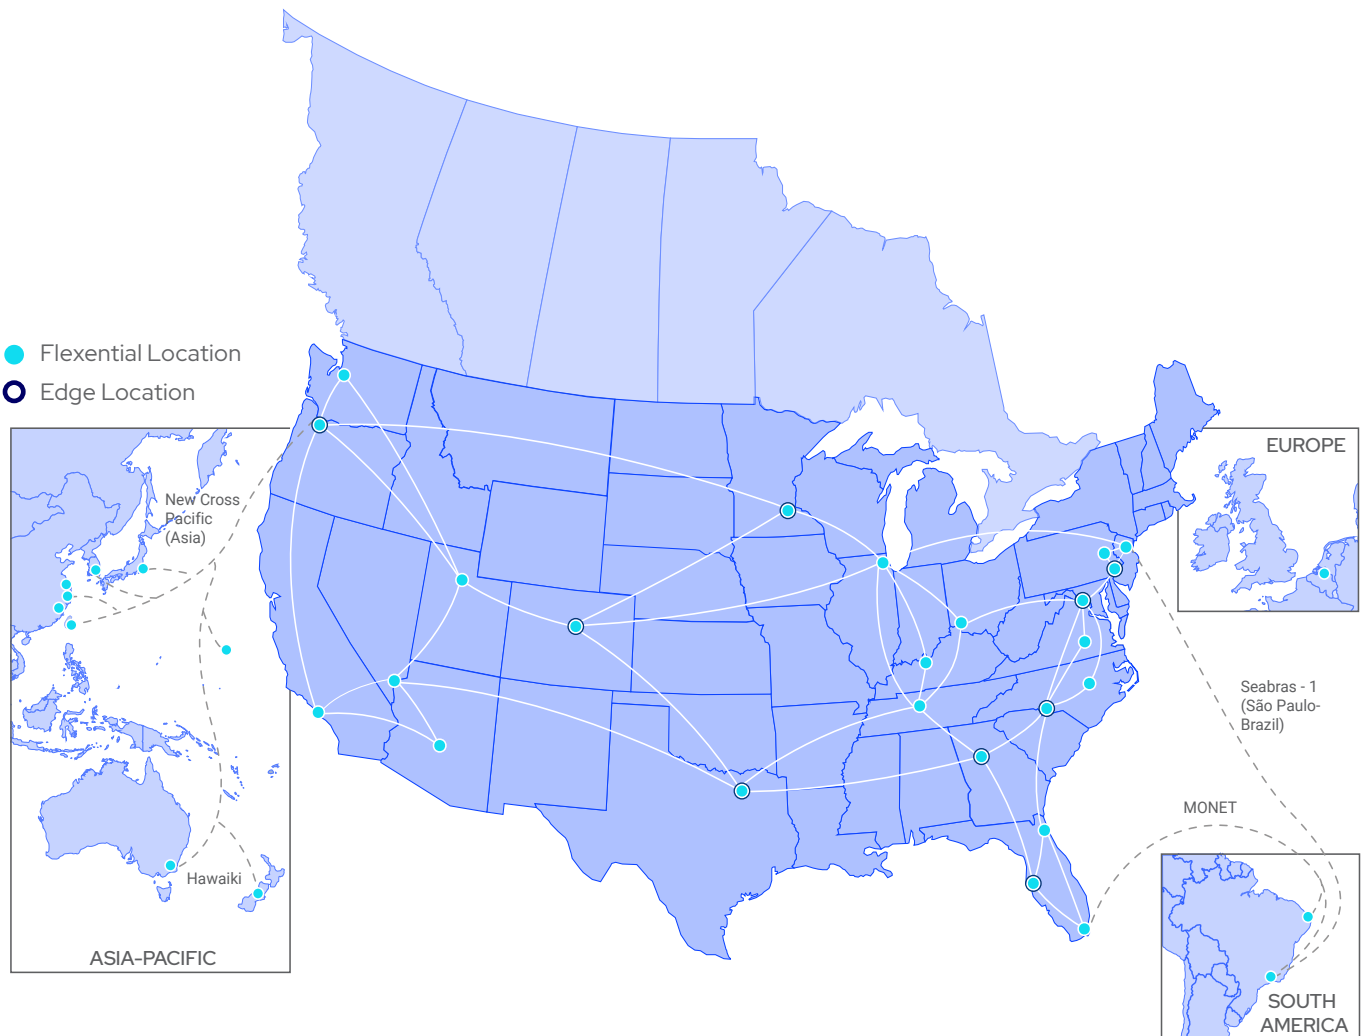 Flexential Location
Edge Location
New Cross
Pacific
(Asia)
Hawaiki
ASIA-PACIFIC
EUROPE
Seabras - 1
(São Paulo-
Brazil)
MONET
SOUTH
AMERICA